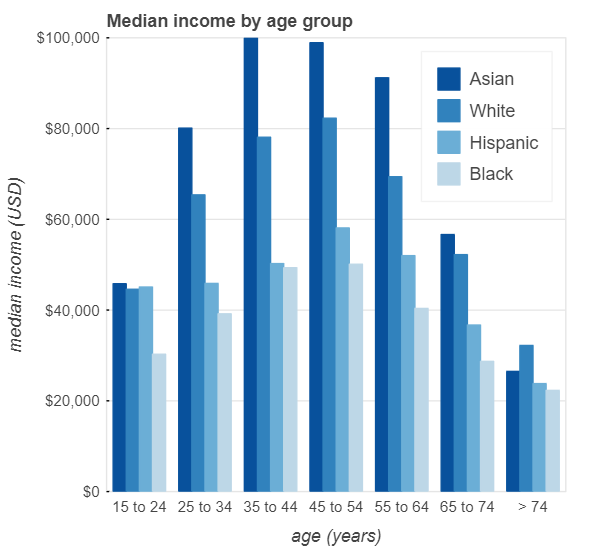 Median income by age group
$100,000
$80,000
$60,000
$40,000
$20,000
$0
median income (USD)
Asian
White
Hispanic
Black
15 to 24 25 to 34 35 to 44 45 to 54 55 to 64 65 to 74 > 74
age (years)